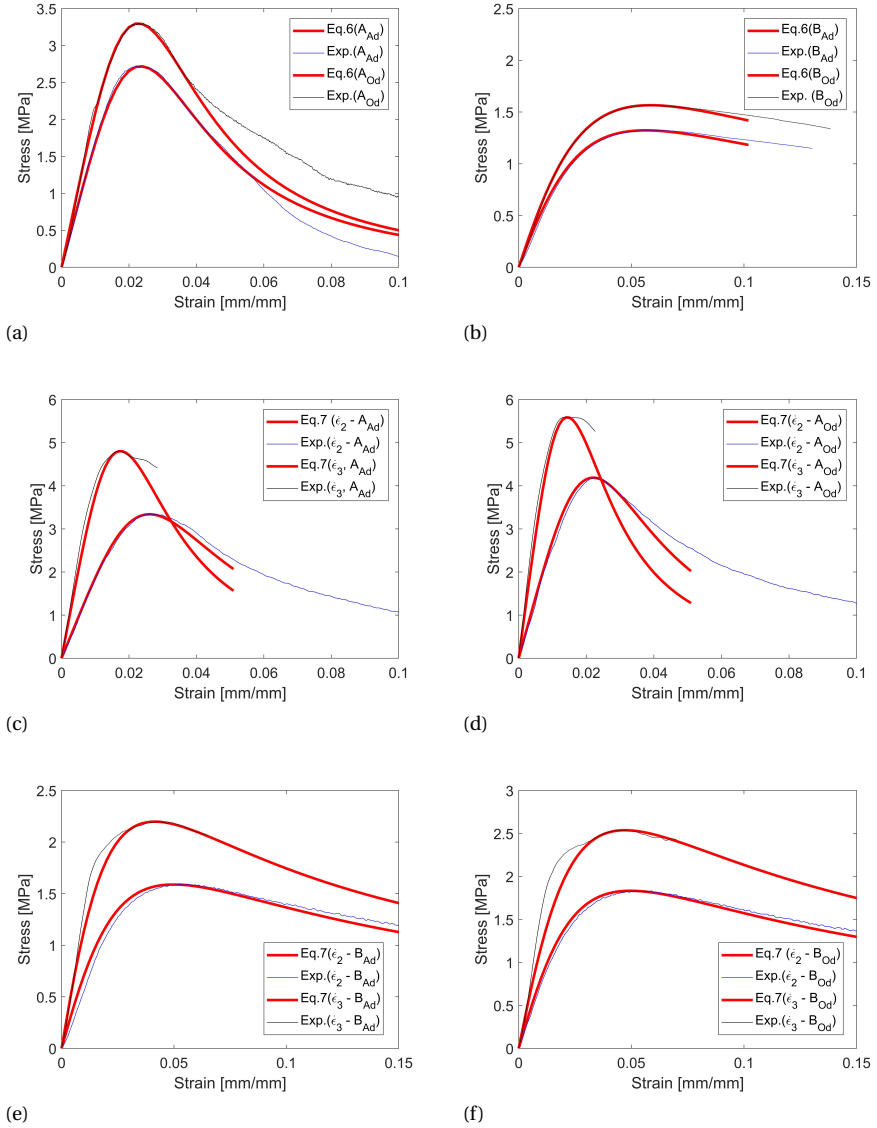 3.5
3
2.5
2
1.5
1
0.5
0
Stress [MPa]
0 0.02 0.04 0.06 0.08 0.1
Strain [mm/mm]
Eq.6(A_Ad)
Exp.(A_Ad)
Eq.6(A_Od)
Exp.(A_Od)
(a)
2.5
2
1.5
1
0.5
0
Stress [MPa]
0 0.05 0.1 0.15
Strain [mm/mm]
Eq.6(B_Ad)
Exp.(B_Ad)
Eq.6(B_Od)
Exp. (B_Od)
(b)
6
5
4
3
2
1
0
Stress [MPa]
0 0.02 0.04 0.06 0.08 0.1
Strain [mm/mm]
Eq.7 (ϵ̇_2 - A_Ad)
Exp.(ϵ̇_2 - A_Ad)
Eq.7(ϵ̇_3, A_Ad)
Exp.(ϵ̇_3, A_Ad)
(c)
6
5
4
3
2
1
0
Stress [MPa]
0 0.02 0.04 0.06 0.08 0.1
Strain [mm/mm]
Eq.7(ϵ̇_2 - A_Od)
Exp.(ϵ̇_2 - A_Od)
Eq.7(ϵ̇_3 - A_Od)
Exp.(ϵ̇_3 - A_Od)
(d)
2.5
2
1.5
1
0.5
0
Stress [MPa]
0 0.05 0.1 0.15
Strain [mm/mm]
Eq.7(ϵ̇_2 - B_Ad)
Exp.(ϵ̇_2 - B_Ad)
Eq.7(ϵ̇_3 - B_Ad)
Exp.(ϵ̇_3 - B_Ad)
(e)
3
2.5
2
1.5
1
0.5
0
Stress [MPa]
0 0.05 0.1 0.15
Strain [mm/mm]
Eq.7 (ϵ̇_2 - B_Od)
Exp.(ϵ̇_2 - B_Od)
Eq.7(ϵ̇_3 - B_Od)
Exp.(ϵ̇_3 - B_Od)
(f)